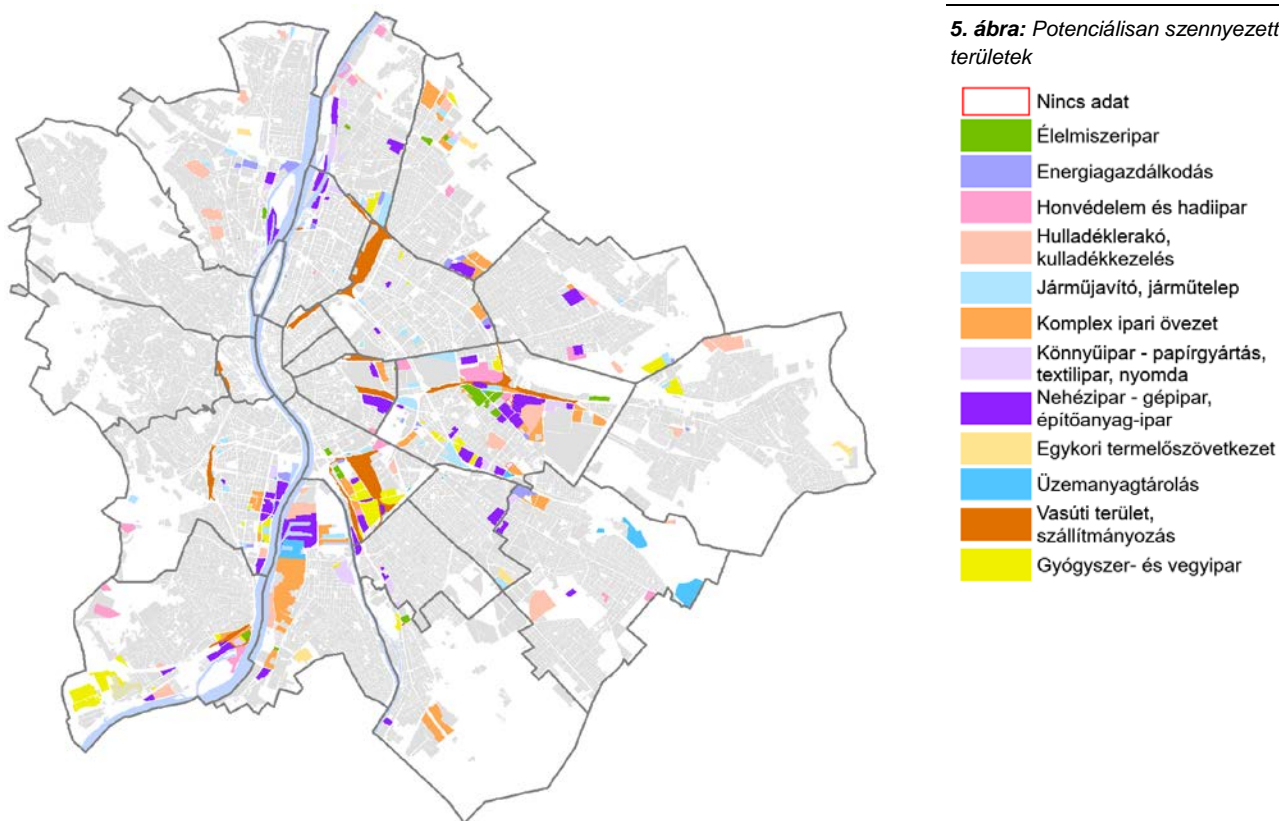 5. ábra: Potenciálisan szennyezett
területek
Nincs adat
Élelmiszeripar
Energiagazdálkodás
Honvédelem és hadiipar
Hulladéklerakó,
kulladékkezelés
Járműjavító, járműtelep
Komplex ipari övezet
Könnyűipar - papírgyártás,
textilipar, nyomda
Nehézipar - gépipar,
építőanyag-ipar
Egykori termelőszövetkezet
Üzemanyagtárolás
Vasúti terület,
szállítmányozás
Gyógyszer- és vegyipar